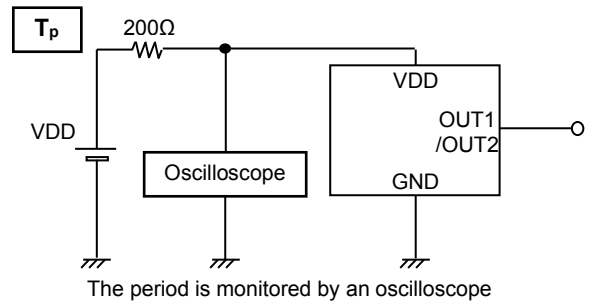 Tp
200Ω
VDD
Oscilloscope
VDD
OUT1
/OUT2
GND
The period is monitored by an oscilloscope